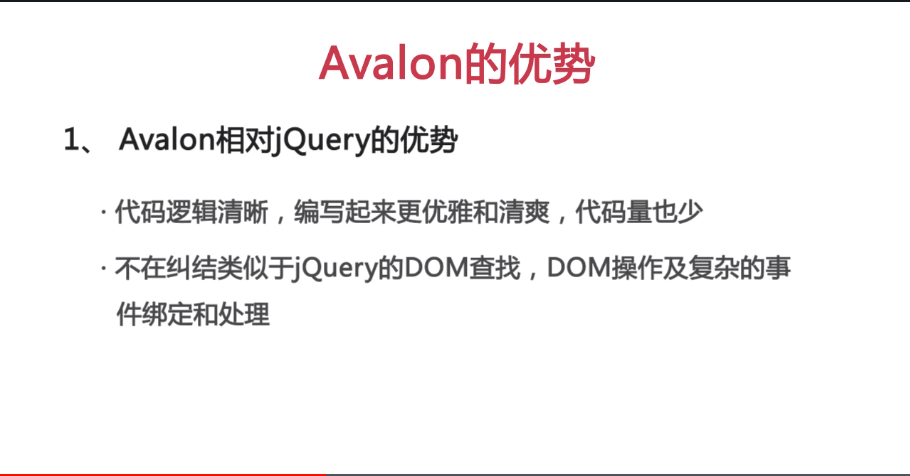 Avalon的优势
1、 Avalon相对jQuery的优势
· 代码逻辑清晰，编写起来更优雅和清爽，代码量也少
· 不在纠结类似于jQuery的DOM查找，DOM操作及复杂的事
件绑定和处理